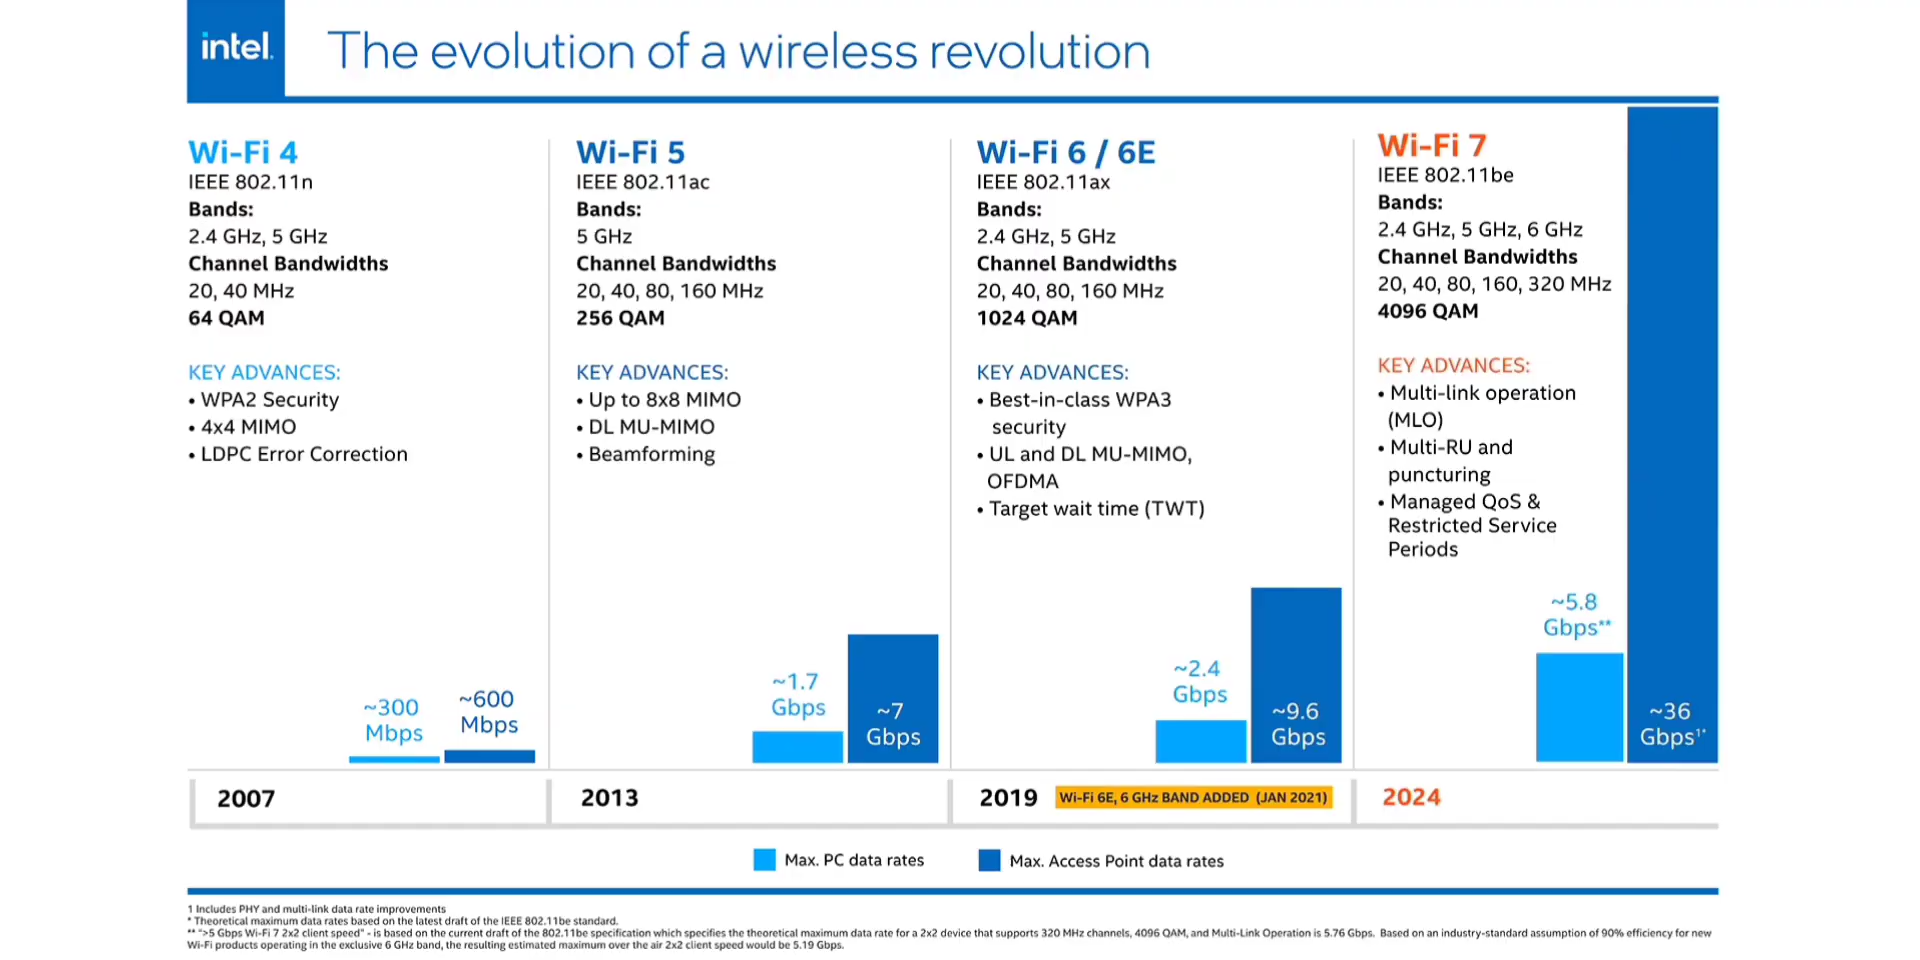 intel.
The evolution of a wireless revolution
Wi-Fi 4
IEEE 802.11n
Bands:
2.4 GHz, 5 GHz
Channel Bandwidths
20, 40 MHz
64 QAM
KEY ADVANCES:
• WPA2 Security
• 4x4 MIMO
• LDPC Error Correction
~300
Mbps
~600
Mbps
2007
Wi-Fi 5
IEEE 802.11ac
Bands:
5 GHz
Channel Bandwidths
20, 40, 80, 160 MHz
256 QAM
KEY ADVANCES:
• Up to 8x8 MIMO
• DL MU-MIMO
• Beamforming
~1.7
Gbps
~7
Gbps
2013
Wi-Fi 6 / 6E
IEEE 802.11ax
Bands:
2.4 GHz, 5 GHz
Channel Bandwidths
20, 40, 80, 160 MHz
1024 QAM
KEY ADVANCES:
• Best-in-class WPA3
security
• UL and DL MU-MIMO,
OFDMA
• Target wait time (TWT)
~2.4
Gbps
~9.6
Gbps
2019
Wi-Fi 6E, 6 GHz BAND ADDED (JAN 2021)
Wi-Fi 7
IEEE 802.11be
Bands:
2.4 GHz, 5 GHz, 6 GHz
Channel Bandwidths
20, 40, 80, 160, 320 MHz
4096 QAM
KEY ADVANCES:
• Multi-link operation
(MLO)
• Multi-RU and
puncturing
• Managed QoS &
Restricted Service
Periods
~5.8
Gbps**
~36
Gbps¹*
2024
Max. PC data rates
Max. Access Point data rates
1 Includes PHY and multi-link data rate improvements
* Theoretical maximum data rates based on the latest draft of the IEEE 802.11be standard.
** ">5 Gbps Wi-Fi 7 2x2 client speed" - is based on the current draft of the 802.11be specification which specifies the theoretical maximum data rate for a 2x2 device that supports 320 MHz channels, 4096 QAM, and Multi-Link Operation is 5.76 Gbps. Based on an industry-standard assumption of 90% efficiency for new
Wi-Fi products operating in the exclusive 6 GHz band, the resulting estimated maximum over the air 2x2 client speed would be 5.19 Gbps.